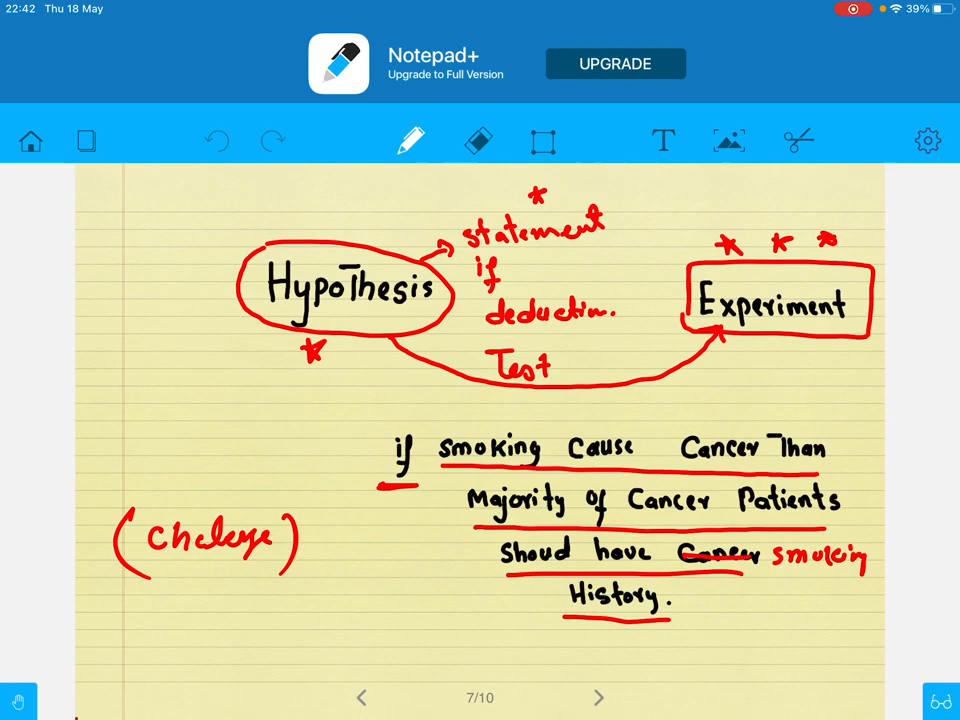 22:42 Thu 18 May
39%
Notepad+
Upgrade to Full Version
UPGRADE
T
statement
if
deduction.
Hypothesis
Experiment
Test
if smoking cause Cancer Than
Majority of Cancer Patients
Shoud have Cancer smoking
History.
7/10